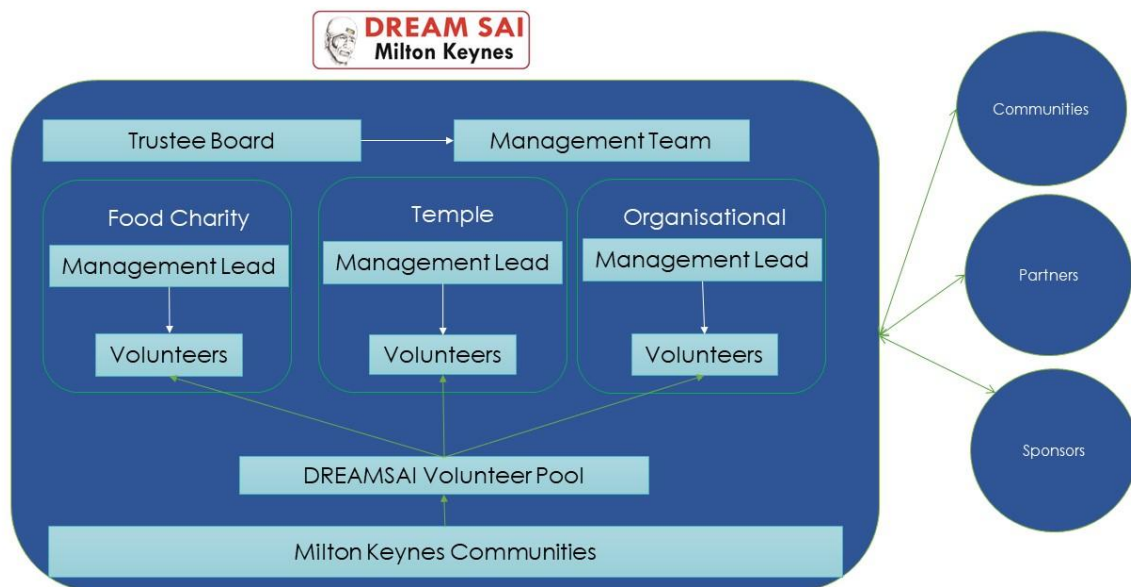 DREAM SAI
Milton Keynes
Trustee Board
Management Team
Food Charity
Management Lead
Volunteers
Temple
Management Lead
Volunteers
Organisational
Management Lead
Volunteers
DREAMSAI Volunteer Pool
Milton Keynes Communities
Communities
Partners
Sponsors